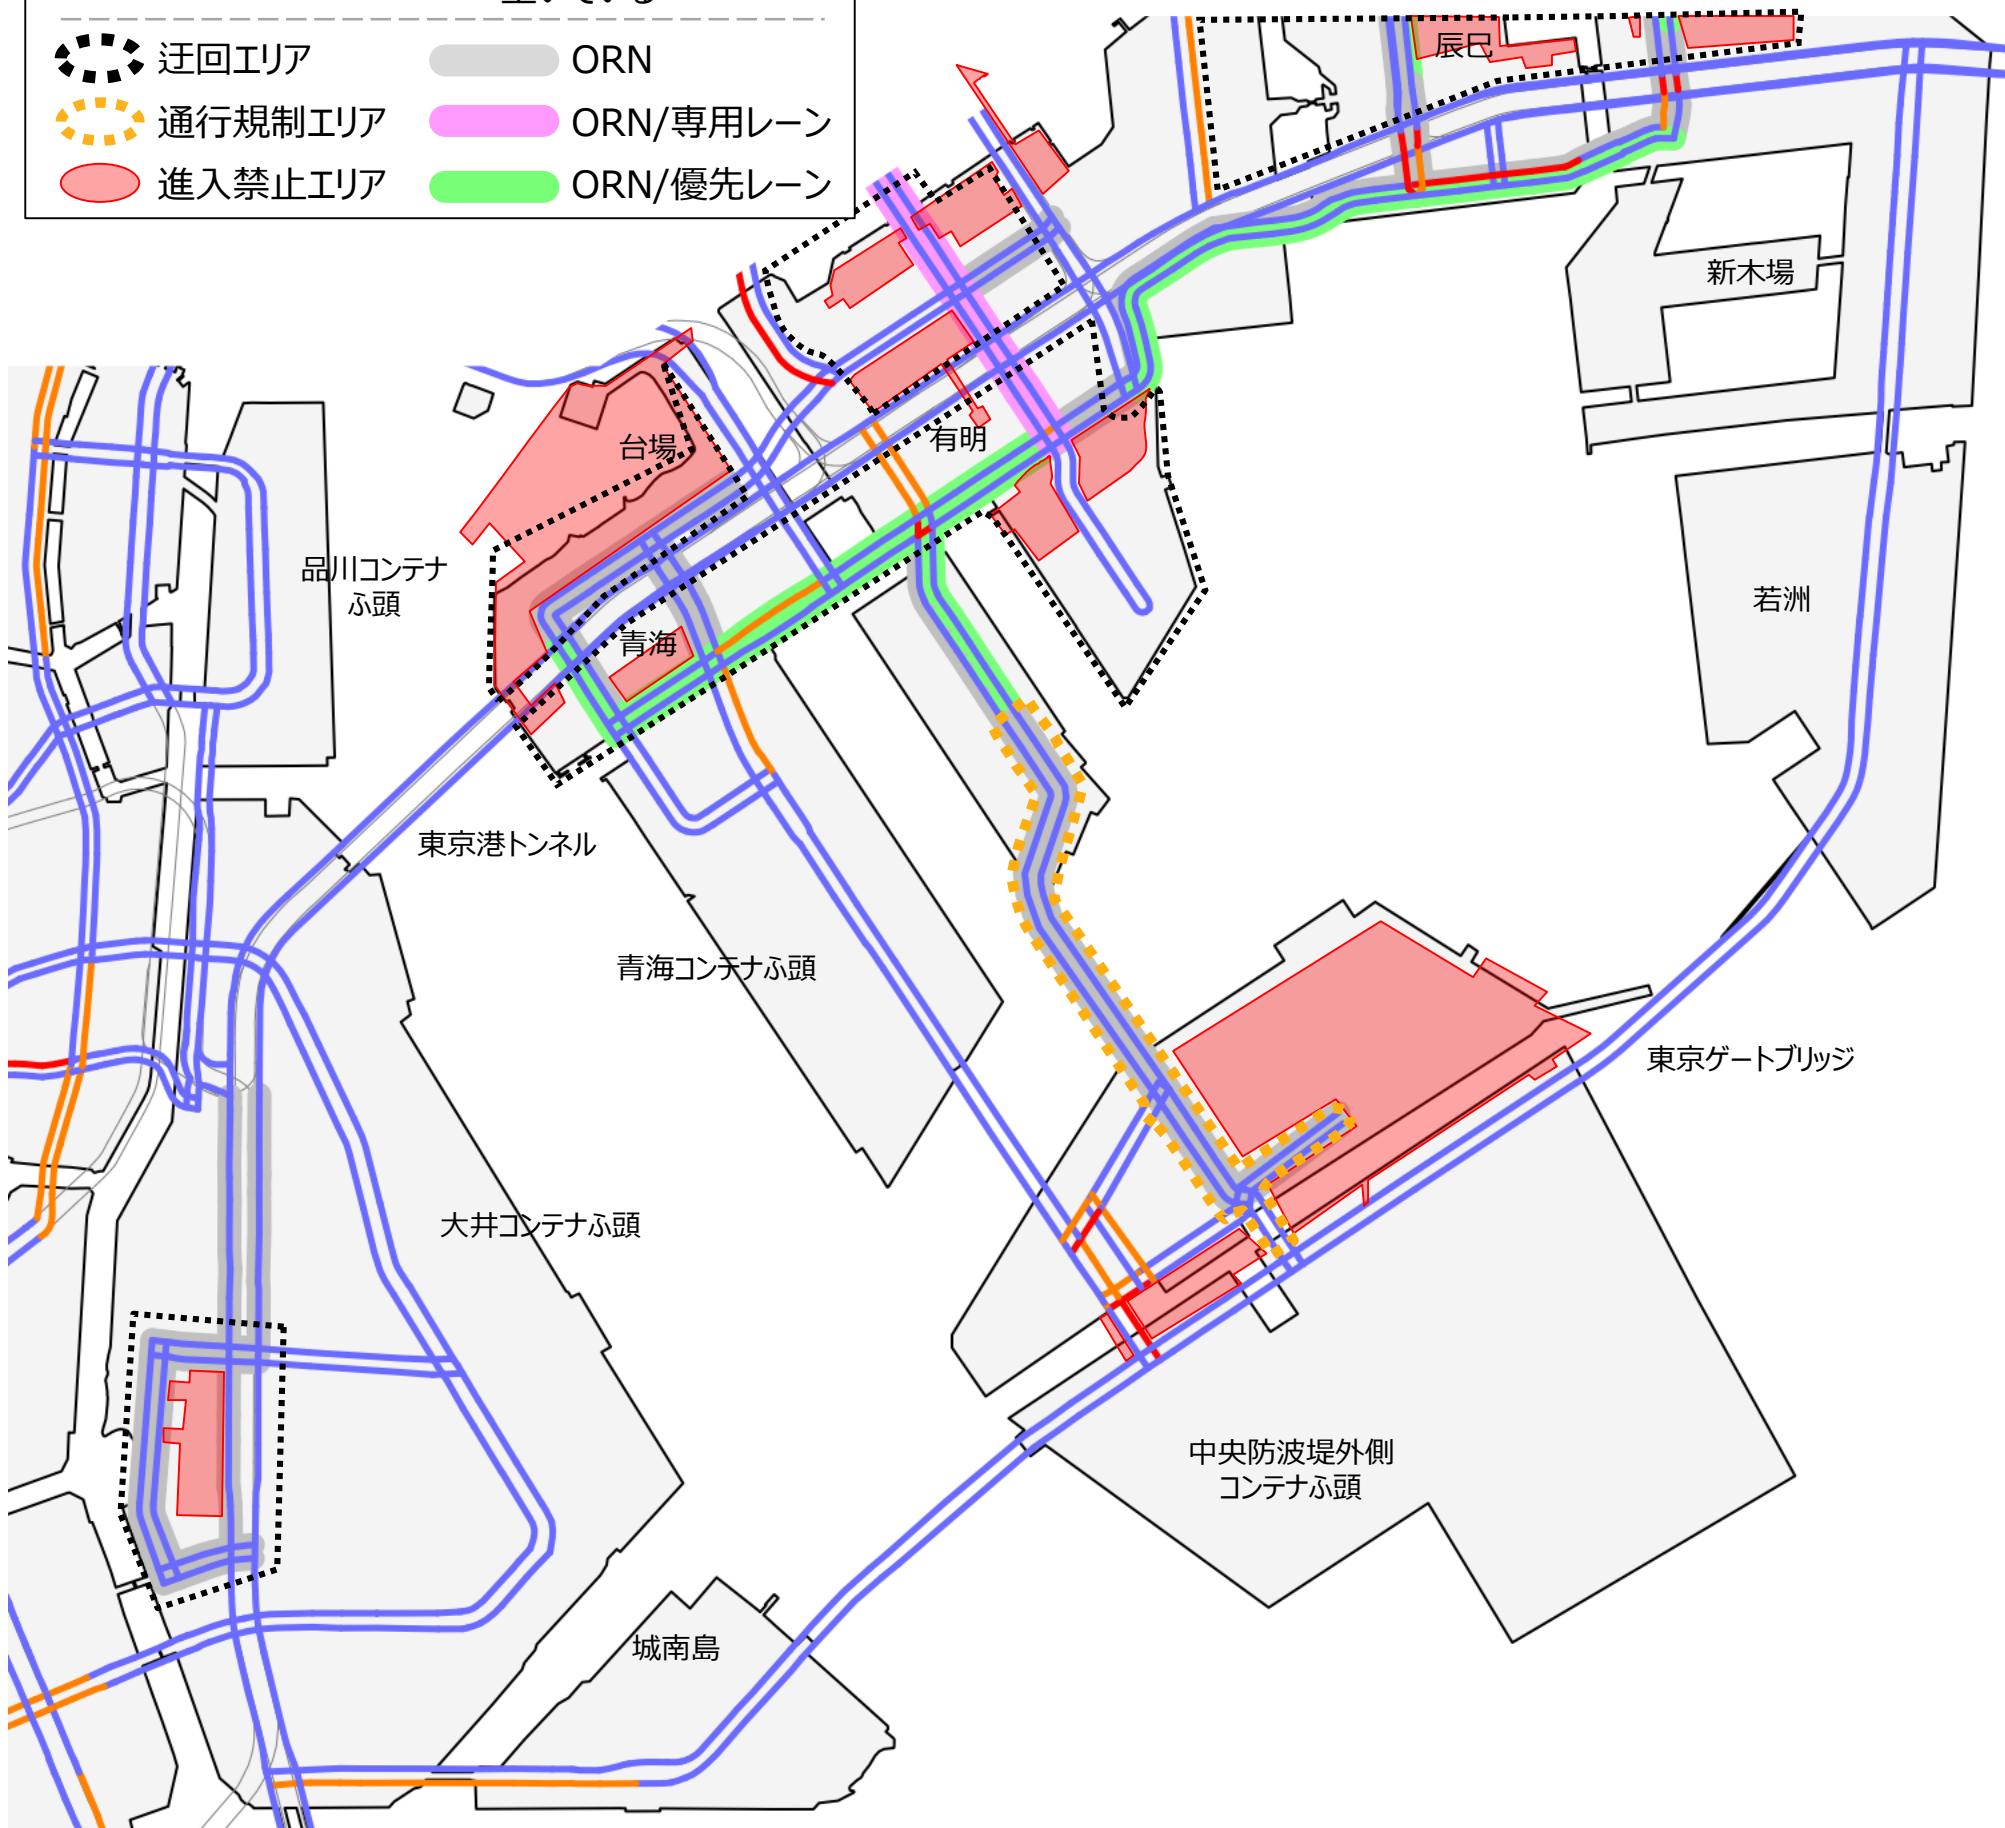 空いている
迂回エリア
ORN
通行規制エリア
ORN/専用レーン
進入禁止エリア
ORN/優先レーン
辰巳
新木場
有明
台場
品川コンテナ
ふ頭
若洲
青海
東京港トンネル
青海コンテナふ頭
東京ゲートブリッジ
大井コンテナふ頭
中央防波堤外側
コンテナふ頭
城南島